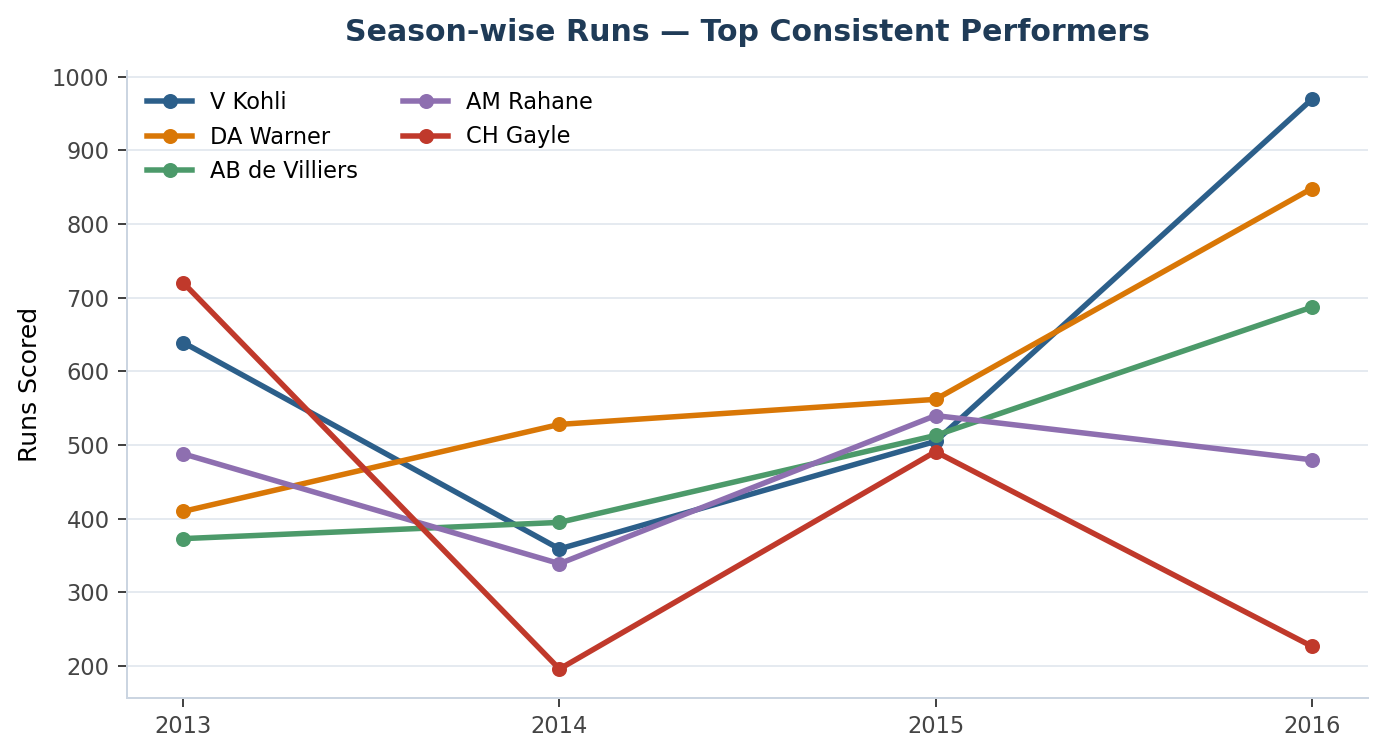 Season-wise Runs — Top Consistent Performers
V Kohli
DA Warner
AB de Villiers
AM Rahane
CH Gayle
Runs Scored
1000
900
800
700
600
500
400
300
200
2013 2014 2015 2016